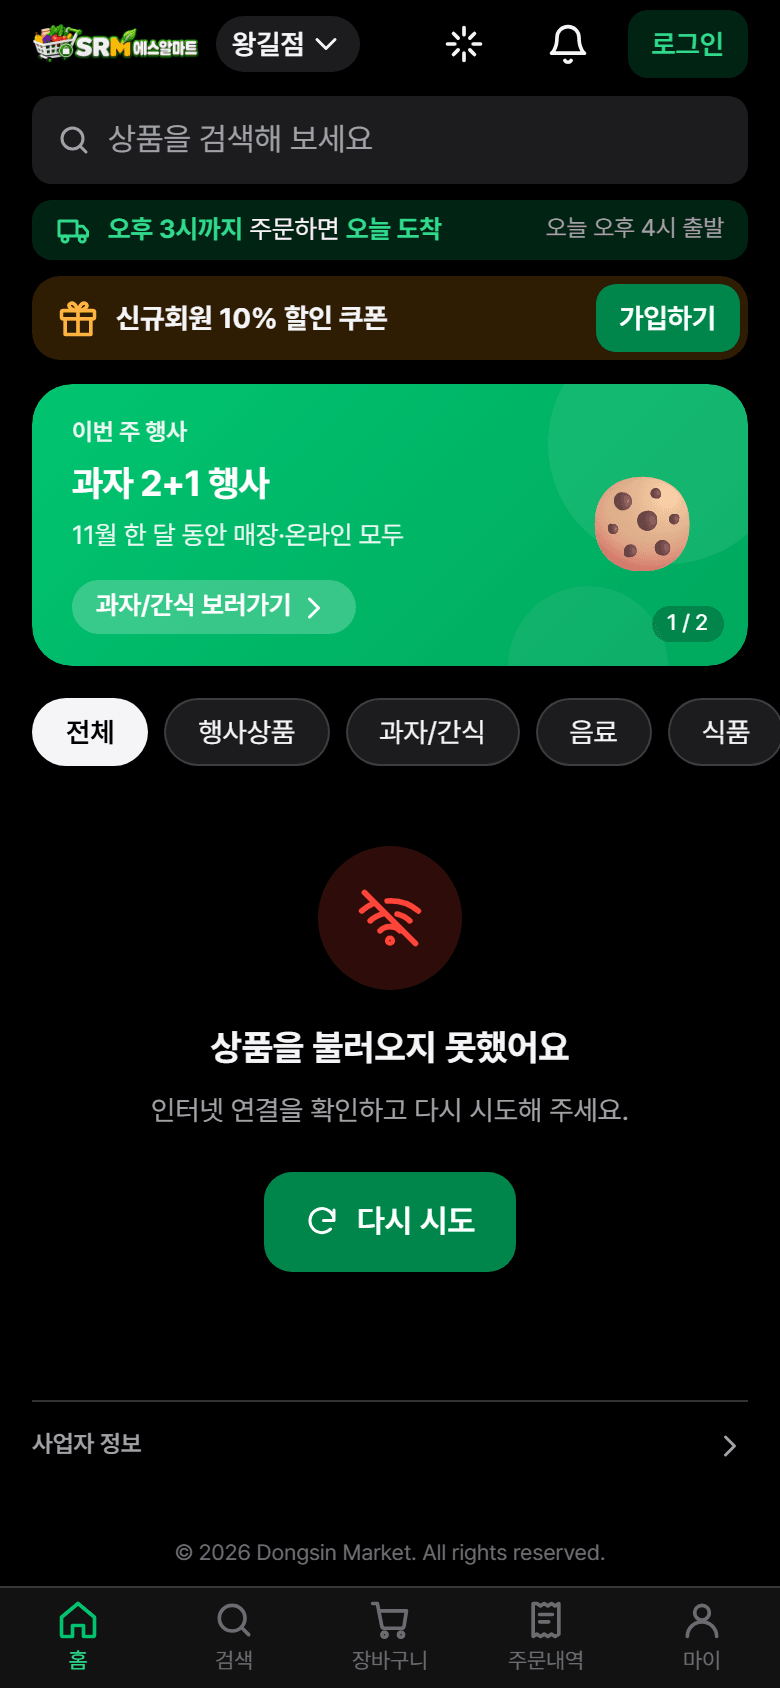 SRM에스알마트
왕길점
로그인
상품을 검색해 보세요
오후 3시까지 주문하면 오늘 도착
오늘 오후 4시 출발
신규회원 10% 할인 쿠폰
가입하기
이번 주 행사
과자 2+1 행사
11월 한 달 동안 매장·온라인 모두
과자/간식 보러가기
1 / 2
전체
행사상품
과자/간식
음료
식품
상품을 불러오지 못했어요
인터넷 연결을 확인하고 다시 시도해 주세요.
다시 시도
사업자 정보
© 2026 Dongsin Market. All rights reserved.
홈
검색
장바구니
주문내역
마이